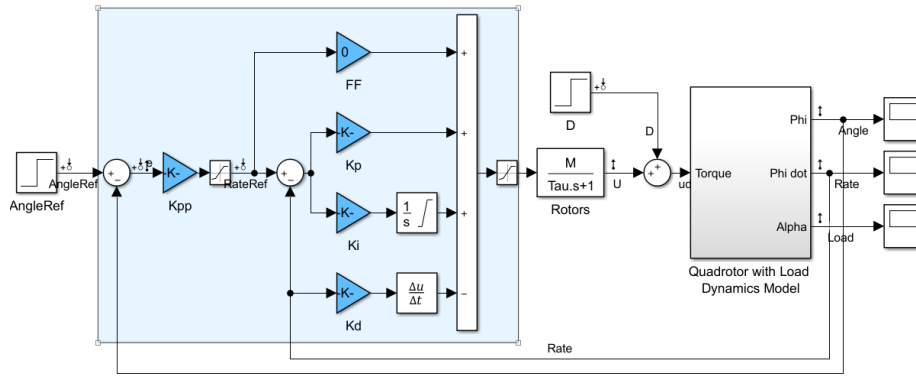 0
FF
+
D
D
Phi
Angle
AngleRef
AngleRef
+
−
K-
Kpp
RateRef
+
−
K-
Kp
+
M
Tau.s+1
Rotors
U
+
+
Torque
Phi dot
Rate
K-
Ki
1
s
+
Alpha
Load
Quadrotor with Load
Dynamics Model
K-
Kd
Δu
Δt
−
Rate